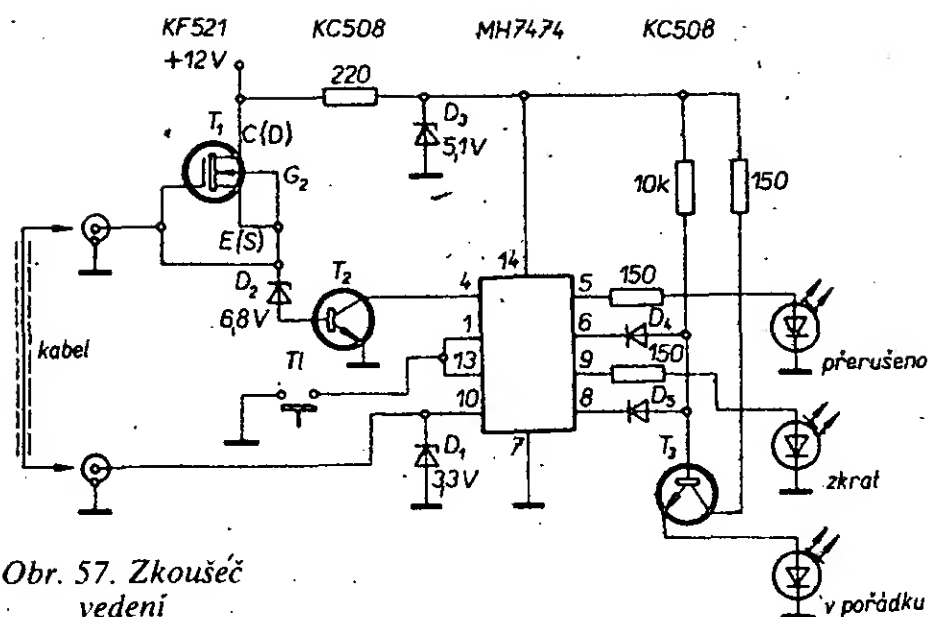 KF521 KC508 MH7474 KC508
+12V
220
T1
C(D)
D3
5,1V
G2
10k
150
E(S)
D2
6,8V
T2
14
4
5
150
1
6
D4
přerušeno
kabel
Tl
13
9
150
10
8
D5
7
D1
3,3V
T3
zkrat
Obr. 57. Zkoušeč
vedení
v pořádku